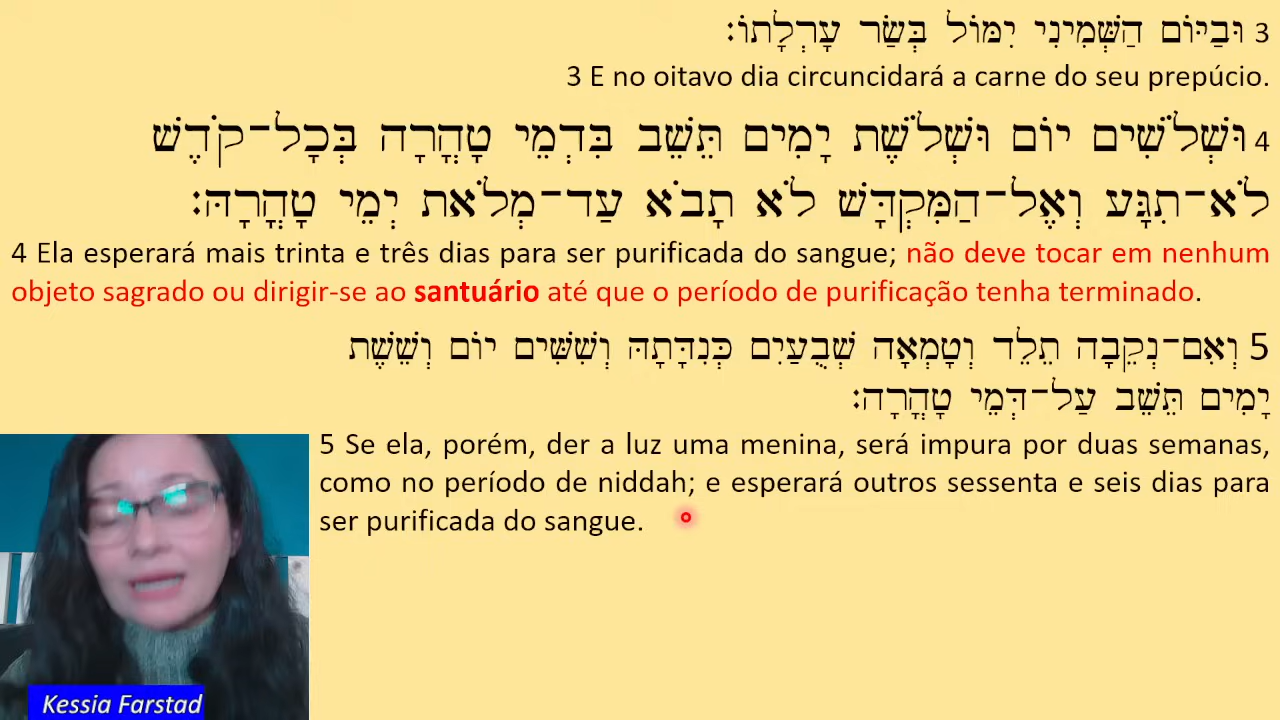 3 וּבַיּוֹם הַשְּׁמִינִי יִמּוֹל בְּשַׂר עָרְלָתוֹ׃
3 E no oitavo dia circuncidará a carne do seu prepúcio.
4 וּשְׁלֹשִׁים יוֹם וּשְׁלֹשֶׁת יָמִים תֵּשֵׁב בִּדְמֵי טָהֳרָה בְּכָל־קֹדֶשׁ
לֹא־תִגָּע וְאֶל־הַמִּקְדָּשׁ לֹא תָבֹא עַד־מְלֹאת יְמֵי טָהֳרָהּ׃
4 Ela esperará mais trinta e três dias para ser purificada do sangue; não deve tocar em nenhum
objeto sagrado ou dirigir-se ao santuário até que o período de purificação tenha terminado.
5 וְאִם־נְקֵבָה תֵלֵד וְטָמְאָה שְׁבֻעַיִם כְּנִדָּתָהּ וְשִׁשִּׁים יוֹם וְשֵׁשֶׁת
יָמִים תֵּשֵׁב עַל־דְּמֵי טָהֳרָה׃
5 Se ela, porém, der a luz uma menina, será impura por duas semanas,
como no período de niddah; e esperará outros sessenta e seis dias para
ser purificada do sangue.
Kessia Farstad